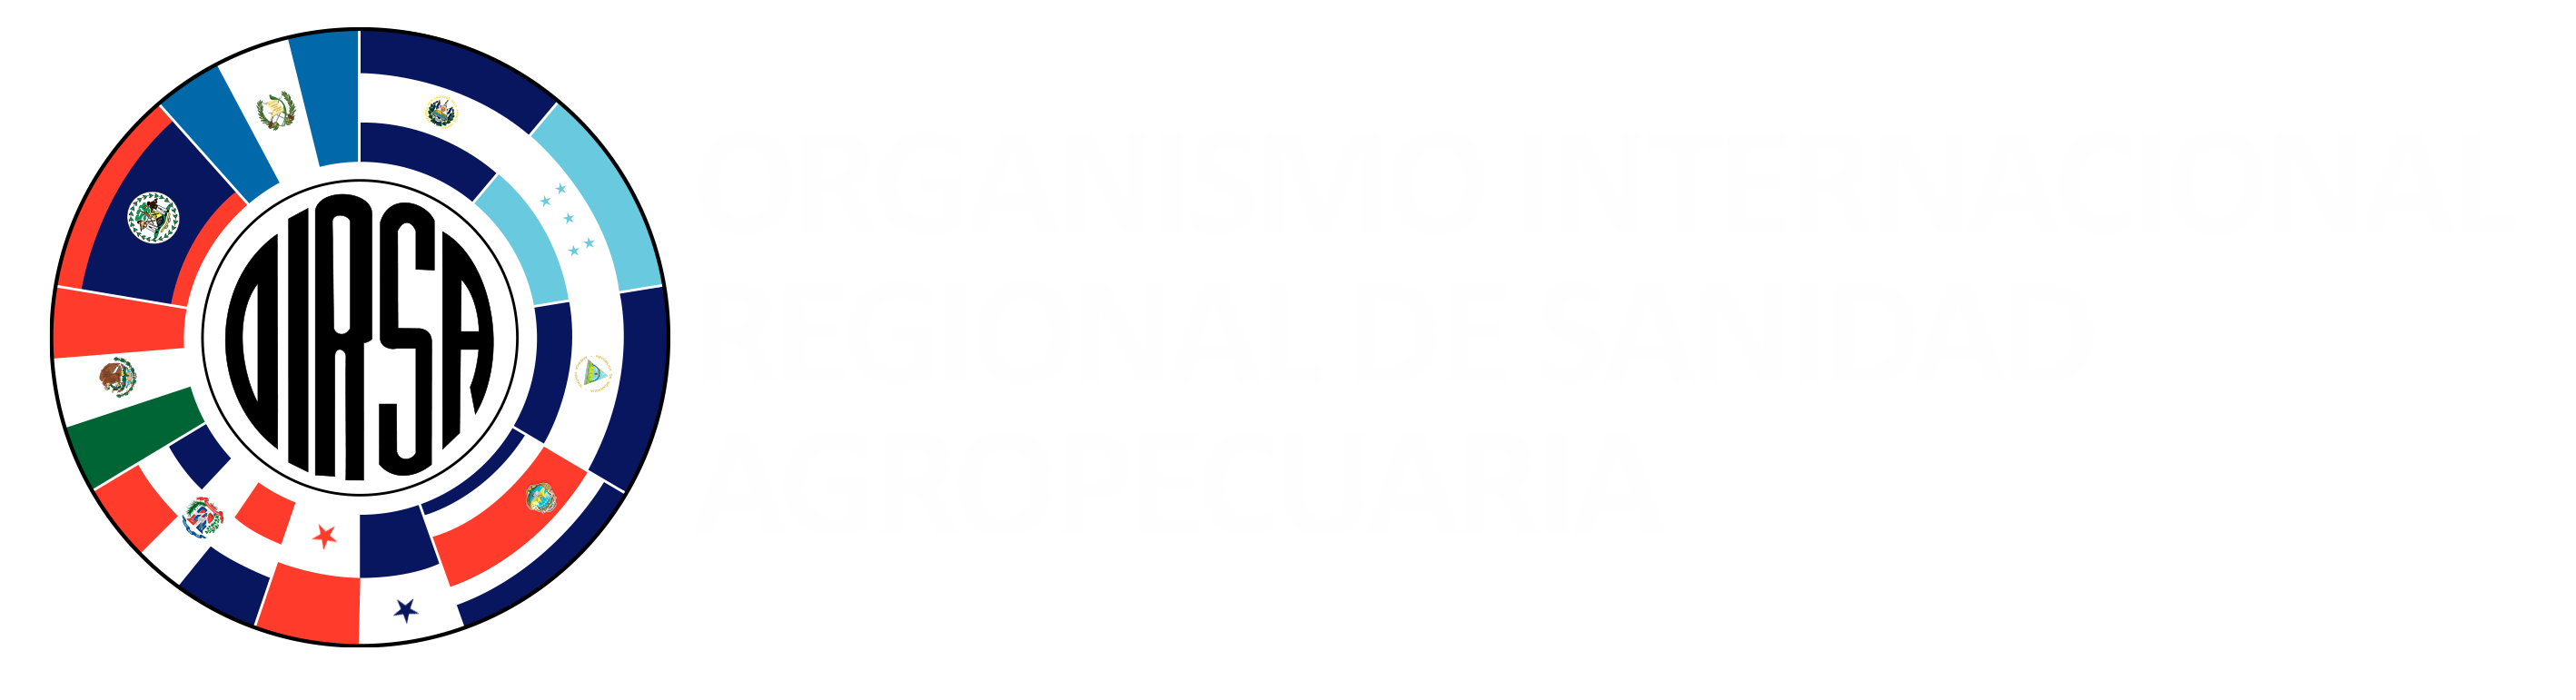 OIRSA
ORGANISMO INTERNACIONAL
REGIONAL DE SANIDAD
AGROPECUARIA